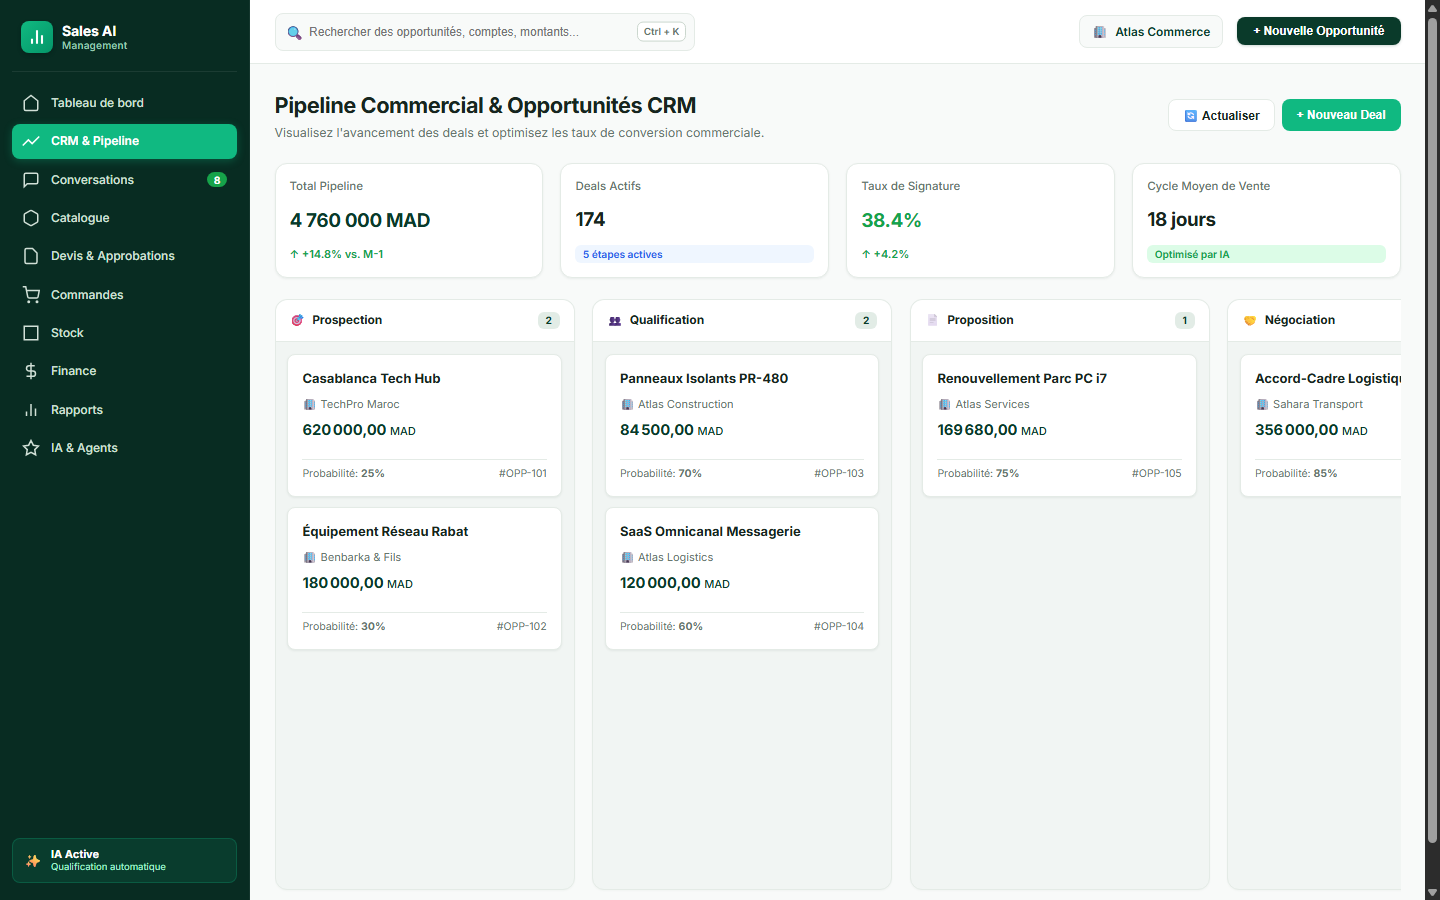 Sales AI
Management
Tableau de bord
CRM & Pipeline
Conversations
8
Catalogue
Devis & Approbations
Commandes
Stock
Finance
Rapports
IA & Agents
IA Active
Qualification automatique
Rechercher des opportunités, comptes, montants...
Ctrl + K
Atlas Commerce
+ Nouvelle Opportunité
Pipeline Commercial & Opportunités CRM
Visualisez l'avancement des deals et optimisez les taux de conversion commerciale.
Actualiser
+ Nouveau Deal
Total Pipeline
4 760 000 MAD
↑ +14.8% vs. M-1
Deals Actifs
174
5 étapes actives
Taux de Signature
38.4%
↑ +4.2%
Cycle Moyen de Vente
18 jours
Optimisé par IA
Prospection
2
Casablanca Tech Hub
TechPro Maroc
620 000,00 MAD
Probabilité: 25%
#OPP-101
Équipement Réseau Rabat
Benbarka & Fils
180 000,00 MAD
Probabilité: 30%
#OPP-102
Qualification
2
Panneaux Isolants PR-480
Atlas Construction
84 500,00 MAD
Probabilité: 70%
#OPP-103
SaaS Omnicanal Messagerie
Atlas Logistics
120 000,00 MAD
Probabilité: 60%
#OPP-104
Proposition
1
Renouvellement Parc PC i7
Atlas Services
169 680,00 MAD
Probabilité: 75%
#OPP-105
Négociation
Accord-Cadre Logistiqu
Sahara Transport
356 000,00 MAD
Probabilité: 85%